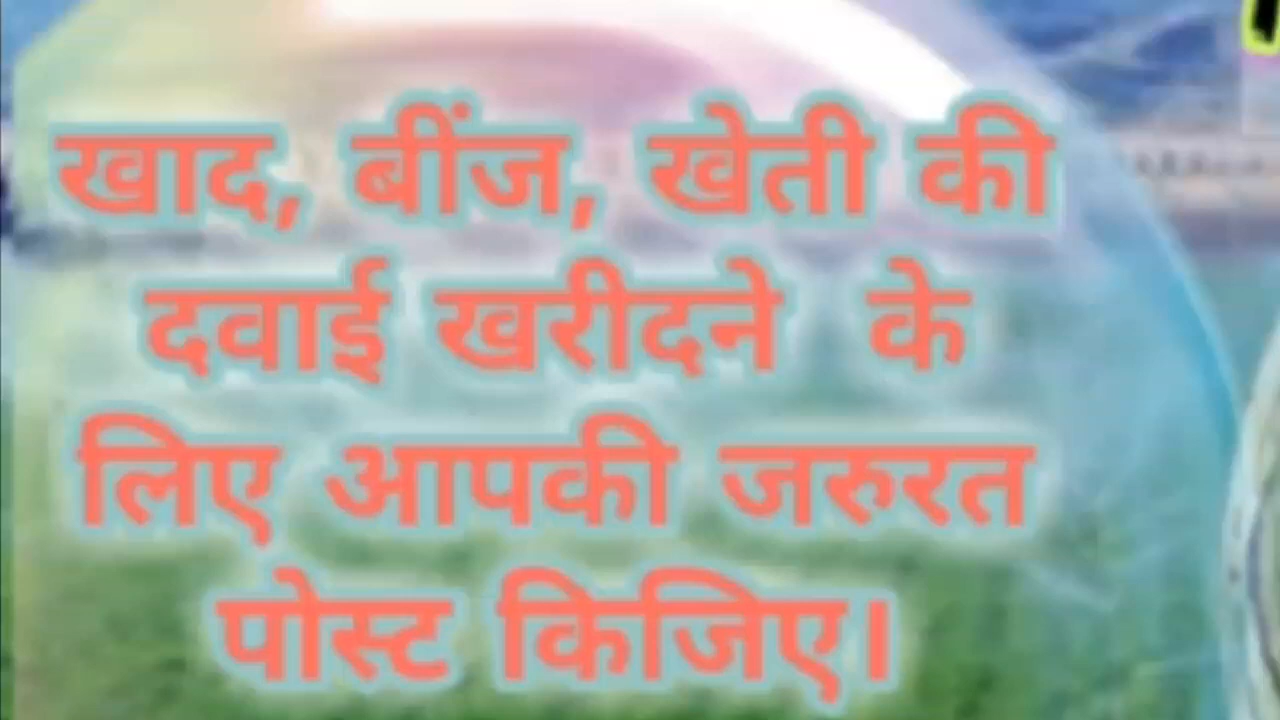 खाद, बींज, खेती की
दवाई खरीदने के
लिए आपकी जरुरत
पोस्ट किजिए।